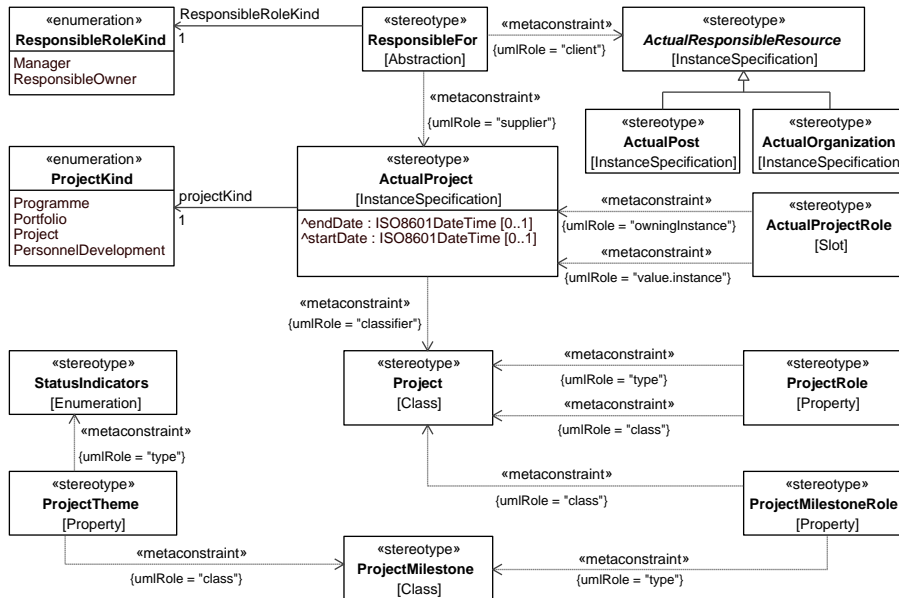 «enumeration»
ResponsibleRoleKind
Manager
ResponsibleOwner
ResponsibleRoleKind
1
«stereotype»
ResponsibleFor
[Abstraction]
«metaconstraint»
{umlRole = "client"}
«stereotype»
ActualResponsibleResource
[InstanceSpecification]
«metaconstraint»
{umlRole = "supplier"}
«stereotype»
ActualPost
[InstanceSpecification]
«stereotype»
ActualOrganization
[InstanceSpecification]
«enumeration»
ProjectKind
Programme
Portfolio
Project
PersonnelDevelopment
projectKind
1
«stereotype»
ActualProject
[InstanceSpecification]
^endDate : ISO8601DateTime [0..1]
^startDate : ISO8601DateTime [0..1]
«metaconstraint»
{umlRole = "owningInstance"}
«metaconstraint»
{umlRole = "value.instance"}
«stereotype»
ActualProjectRole
[Slot]
«metaconstraint»
{umlRole = "classifier"}
«stereotype»
StatusIndicators
[Enumeration]
«stereotype»
Project
[Class]
«metaconstraint»
{umlRole = "type"}
«metaconstraint»
{umlRole = "class"}
«stereotype»
ProjectRole
[Property]
«metaconstraint»
{umlRole = "type"}
«metaconstraint»
{umlRole = "class"}
«stereotype»
ProjectTheme
[Property]
«stereotype»
ProjectMilestoneRole
[Property]
«metaconstraint»
{umlRole = "class"}
«stereotype»
ProjectMilestone
[Class]
«metaconstraint»
{umlRole = "type"}